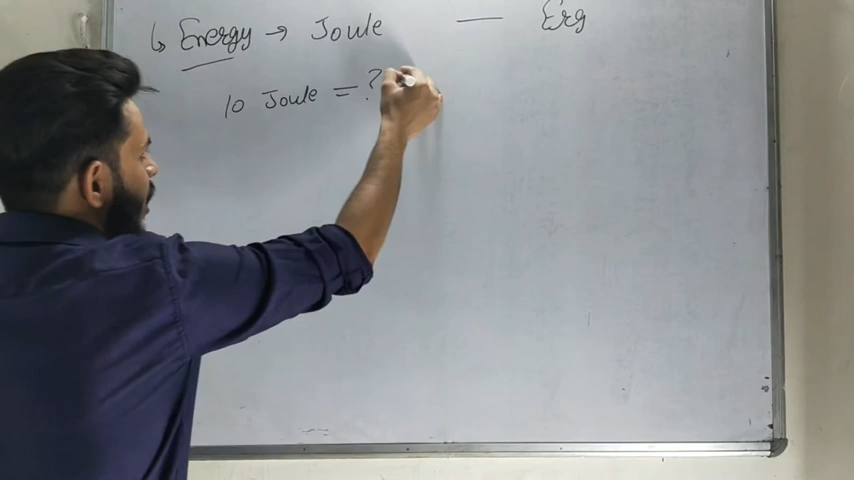 ↳ Energy → Joule — Erg
10 Joule = ?